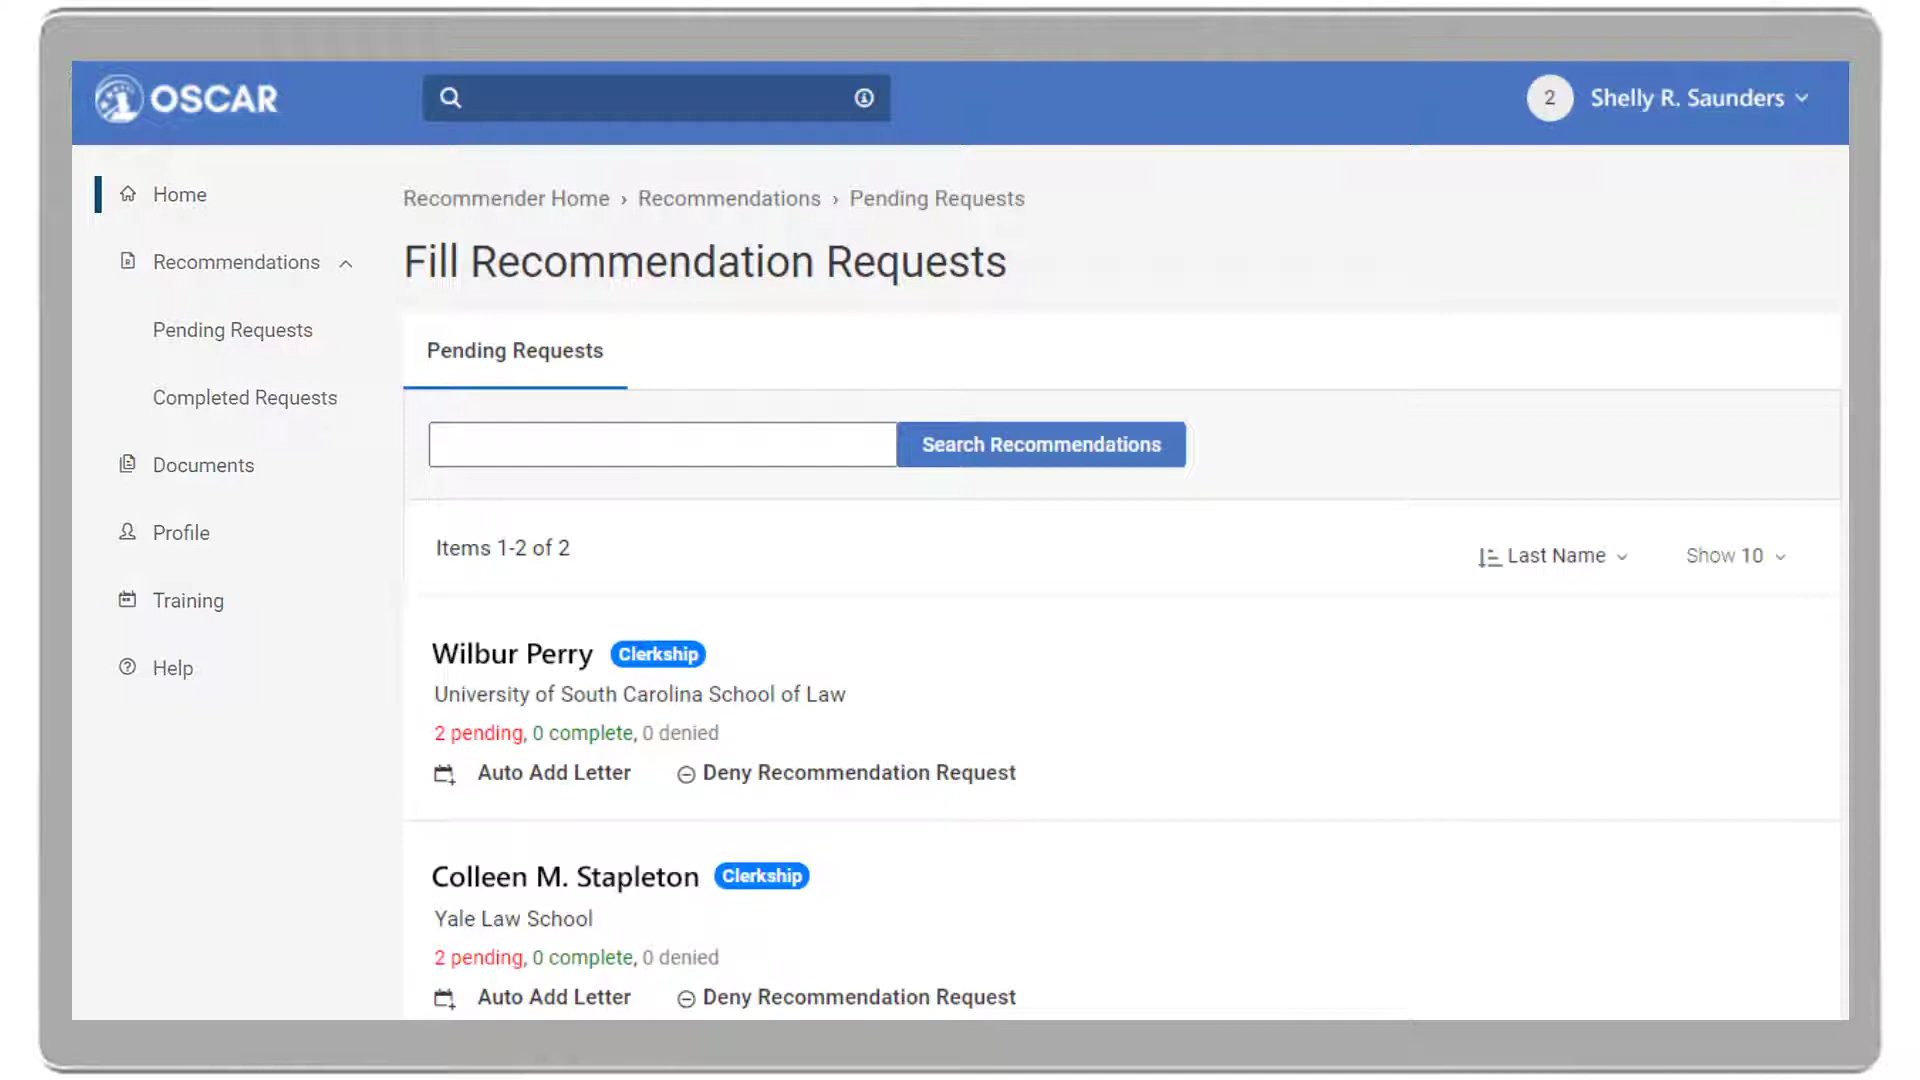 OSCAR
2 Shelly R. Saunders
Home
Recommendations
Pending Requests
Completed Requests
Documents
Profile
Training
Help
Recommender Home › Recommendations › Pending Requests
Fill Recommendation Requests
Pending Requests
Search Recommendations
Items 1-2 of 2
Last Name Show 10
Wilbur Perry Clerkship
University of South Carolina School of Law
2 pending, 0 complete, 0 denied
Auto Add Letter Deny Recommendation Request
Colleen M. Stapleton Clerkship
Yale Law School
2 pending, 0 complete, 0 denied
Auto Add Letter Deny Recommendation Request